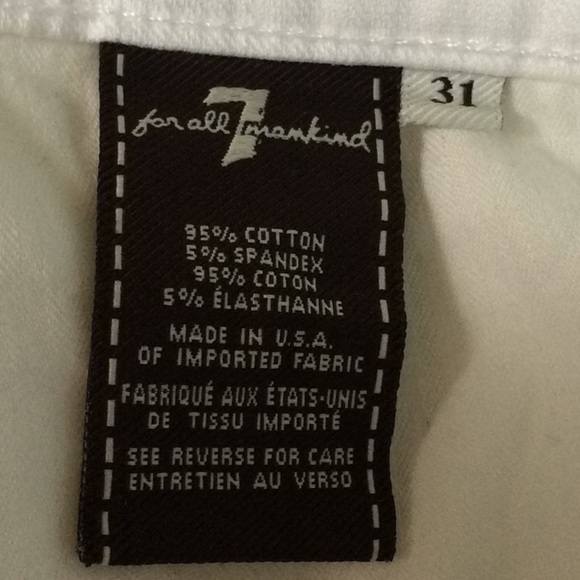 for all 7 mankind
31
95% COTTON
5% SPANDEX
95% COTON
5% ÉLASTHANNE
MADE IN U.S.A.
OF IMPORTED FABRIC
FABRIQUÉ AUX ÉTATS-UNIS
DE TISSU IMPORTÉ
SEE REVERSE FOR CARE
ENTRETIEN AU VERSO